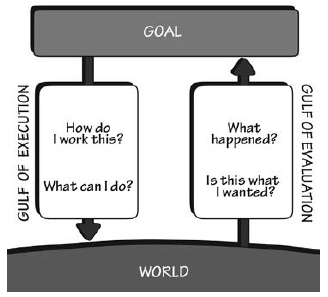 GOAL
GULF OF EXECUTION
How do
I work this?
What can I do?
What
happened?
Is this what
I wanted?
GULF OF EVALUATION
WORLD